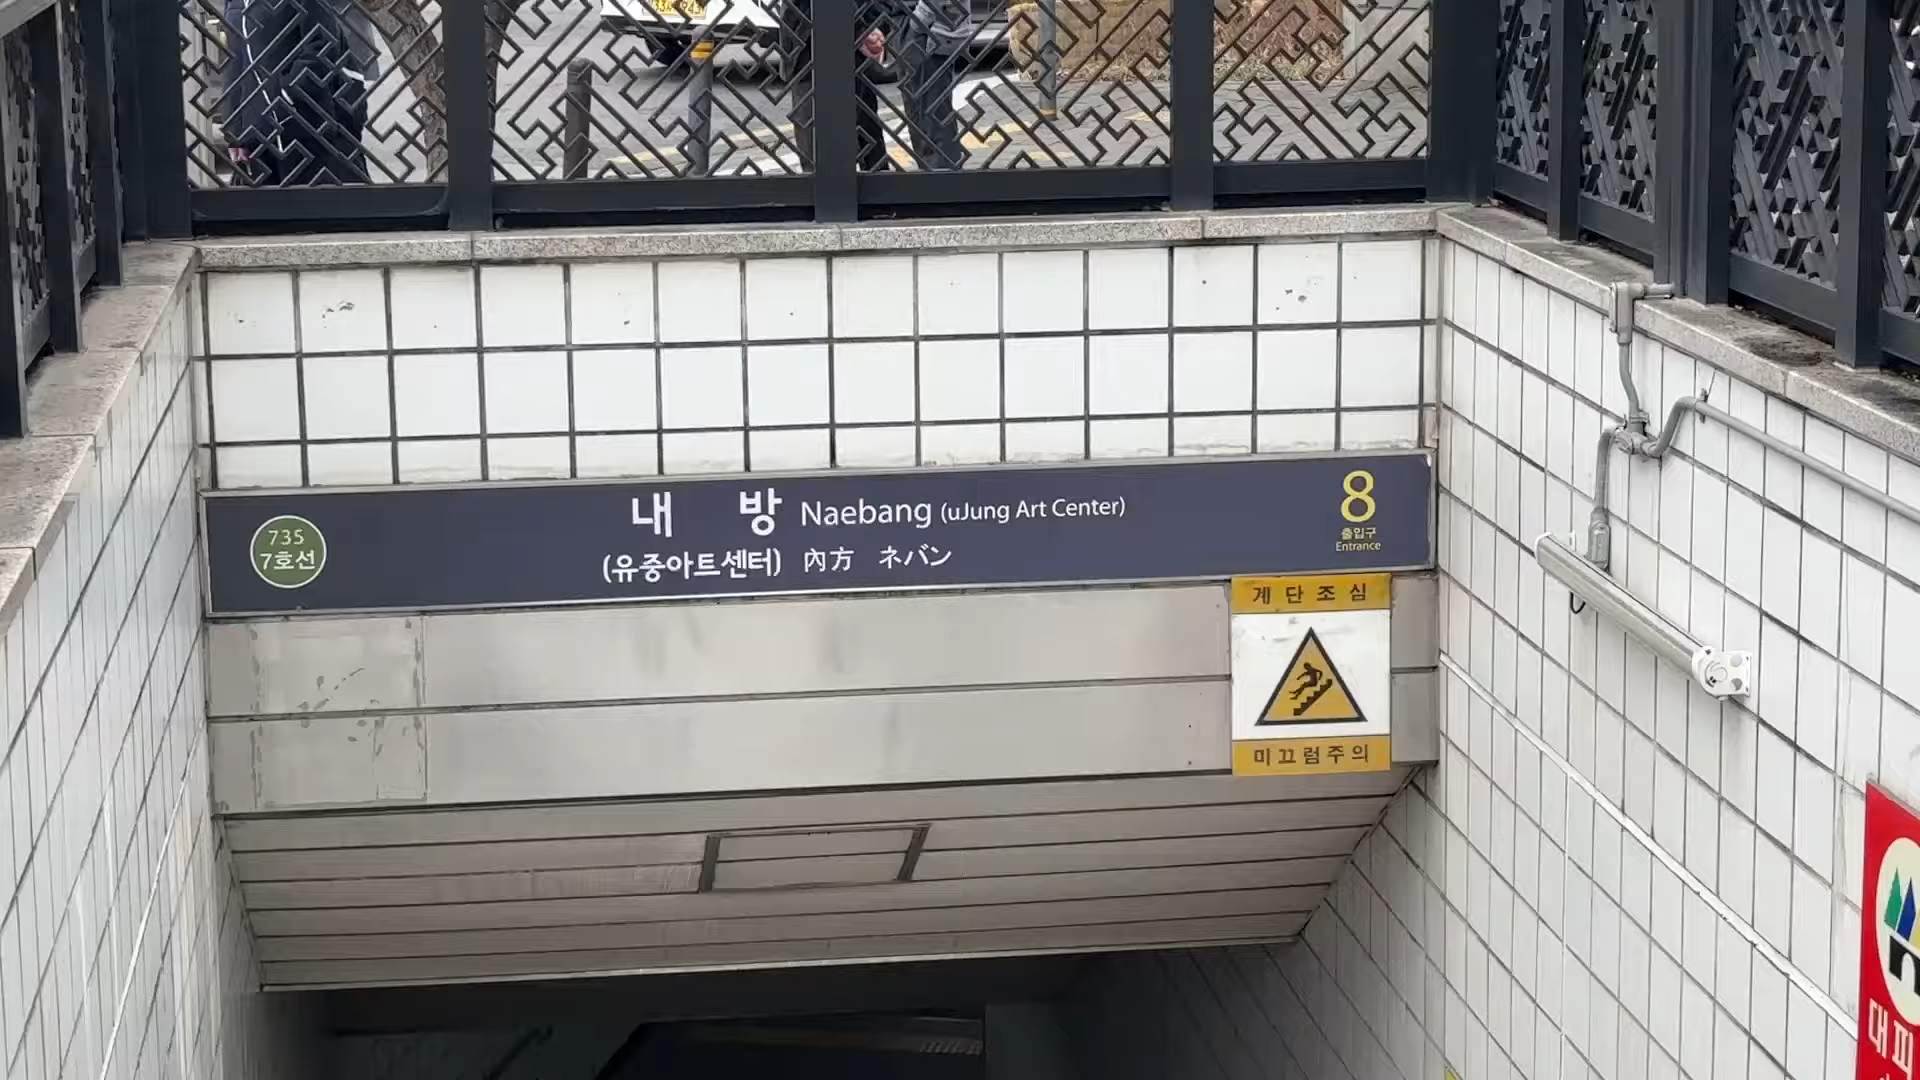 735
7호선
내 방 Naebang (uJung Art Center)
(유중아트센터) 內方 ネバン
8
출입구
Entrance
계단조심
미끄럼주의
대피